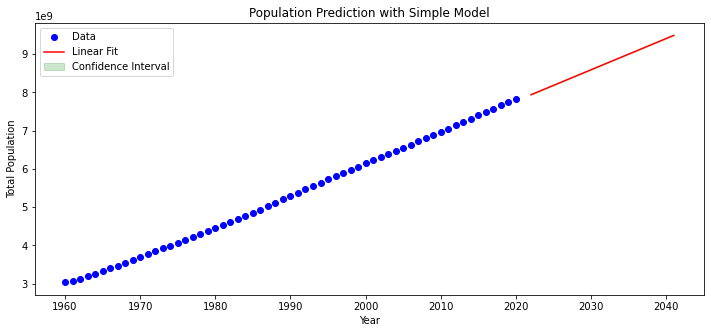 Population Prediction with Simple Model
1e9
Data
Linear Fit
Confidence Interval
9
8
7
6
5
4
3
Total Population
1960 1970 1980 1990 2000 2010 2020 2030 2040
Year